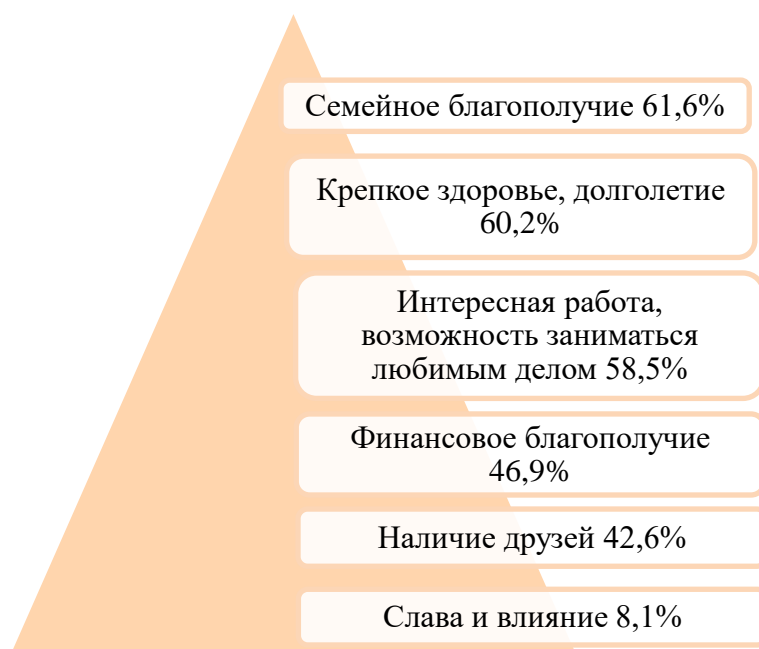 Семейное благополучие 61,6%
Крепкое здоровье, долголетие
60,2%
Интересная работа,
возможность заниматься
любимым делом 58,5%
Финансовое благополучие
46,9%
Наличие друзей 42,6%
Слава и влияние 8,1%